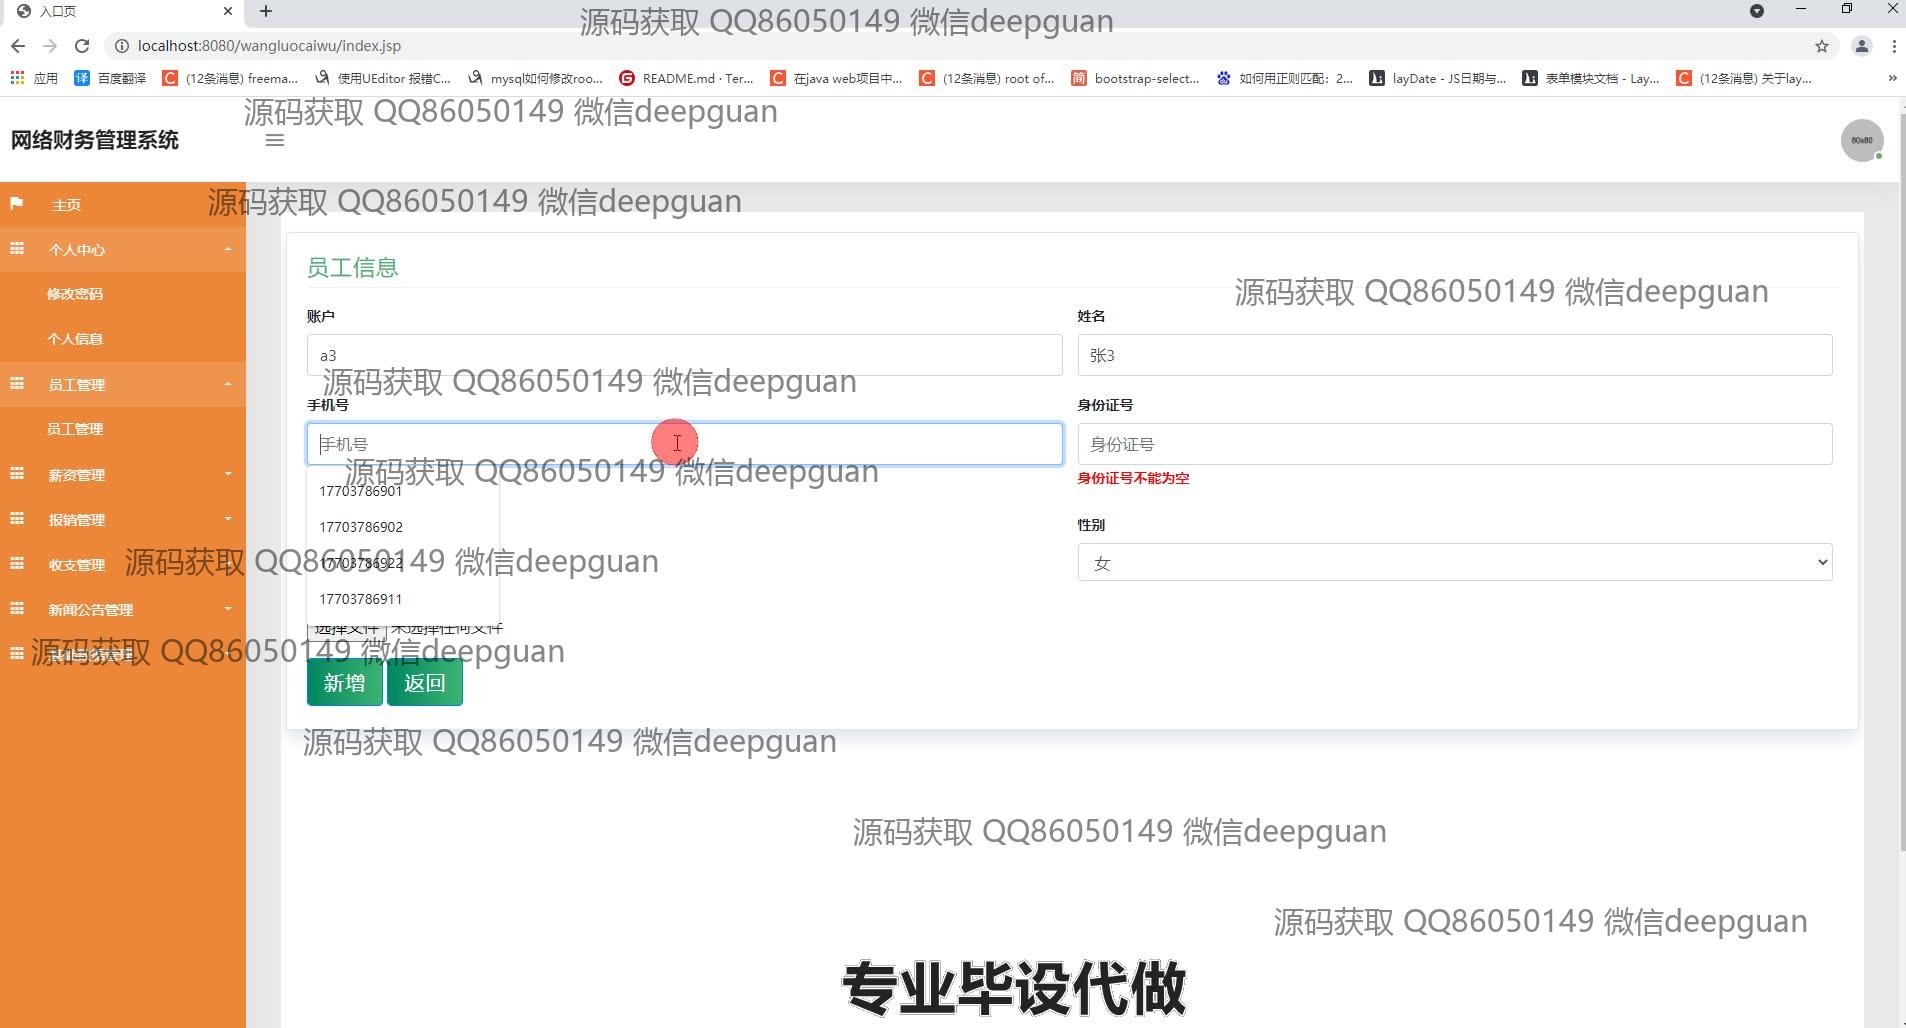 入口页
源码获取 QQ86050149 微信deepguan
localhost:8080/wangluocaiwu/index.jsp
应用
百度翻译
(12条消息) freema...
使用UEditor 报错C...
mysql如何修改roo...
README.md · Ter...
在java web项目中...
(12条消息) root of...
bootstrap-select...
如何用正则匹配：2...
layDate - JS日期与...
表单模块文档 - Lay...
(12条消息) 关于lay...
源码获取 QQ86050149 微信deepguan
网络财务管理系统
80x80
主页
源码获取 QQ86050149 微信deepguan
个人中心
修改密码
个人信息
员工管理
员工管理
薪资管理
报销管理
收支管理
新闻公告管理
员工信息
源码获取 QQ86050149 微信deepguan
账户
姓名
a3
张3
源码获取 QQ86050149 微信deepguan
手机号
身份证号
手机号
身份证号
源码获取 QQ86050149 微信deepguan
身份证号不能为空
17703786901
17703786902
性别
17703786922
源码获取 QQ86050149 微信deepguan
女
17703786911
选择文件 未选择任何文件
源码获取 QQ86050149 微信deepguan
新增
返回
源码获取 QQ86050149 微信deepguan
源码获取 QQ86050149 微信deepguan
源码获取 QQ86050149 微信deepguan
专业毕设代做